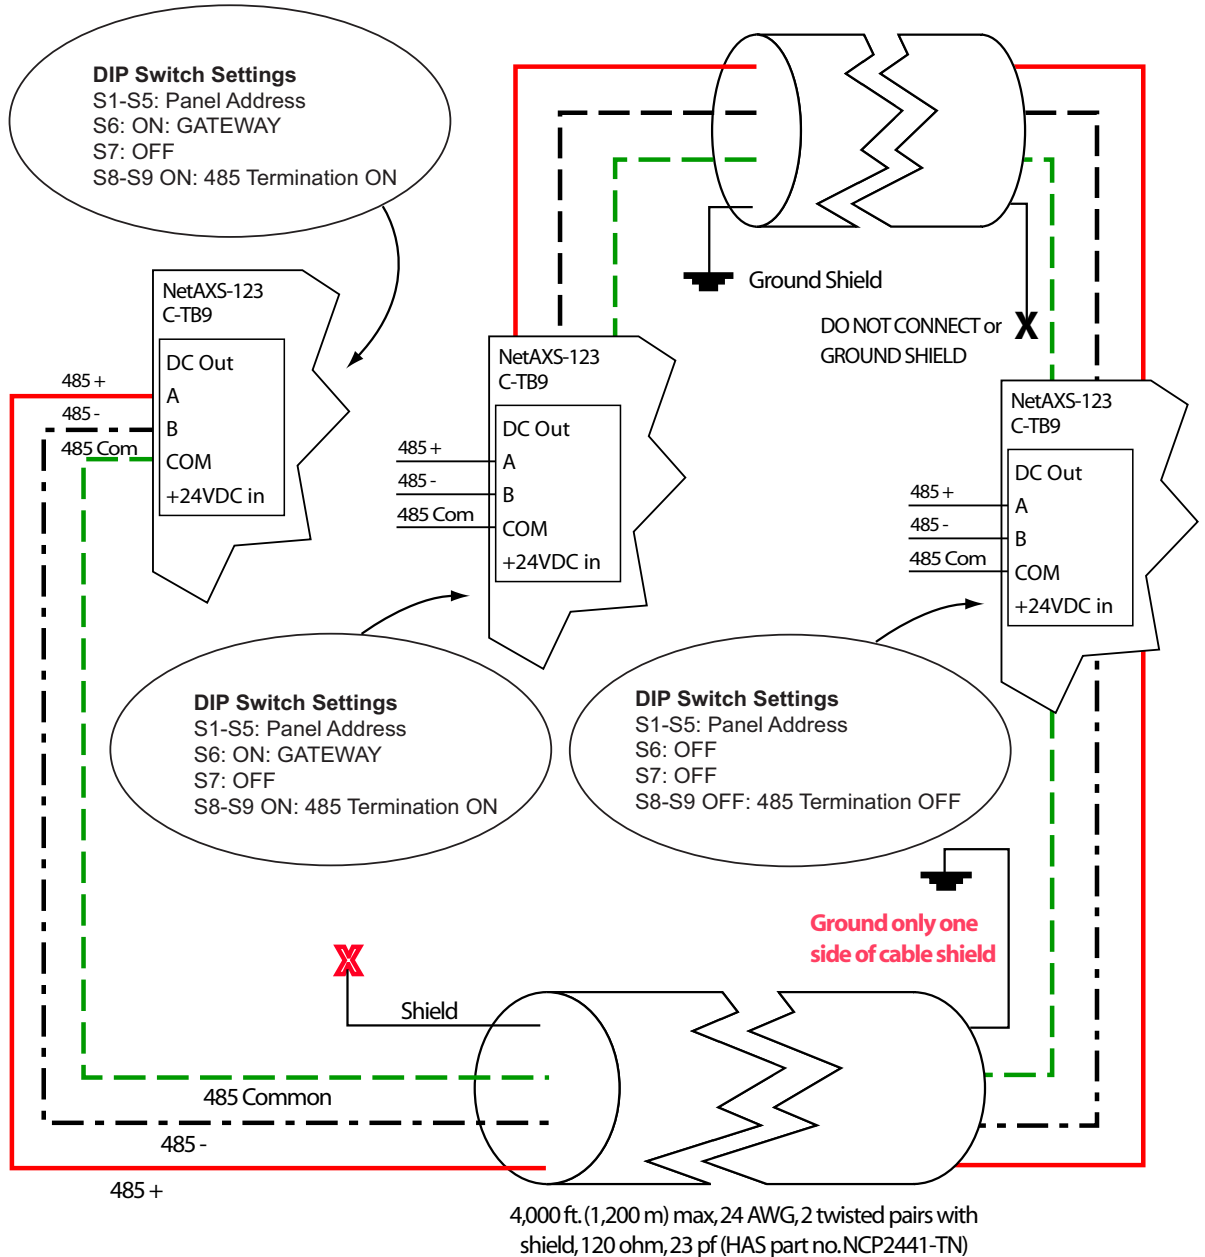 DIP Switch Settings
S1-S5: Panel Address
S6: ON: GATEWAY
S7: OFF
S8-S9 ON: 485 Termination ON
Ground Shield
DO NOT CONNECT or
GROUND SHIELD
X
NetAXS-123
C-TB9
DC Out
A
B
COM
+24VDC in
485 +
485 -
485 Com
NetAXS-123
C-TB9
DC Out
A
B
COM
+24VDC in
485 +
485 -
485 Com
NetAXS-123
C-TB9
DC Out
A
B
COM
+24VDC in
485 +
485 -
485 Com
DIP Switch Settings
S1-S5: Panel Address
S6: ON: GATEWAY
S7: OFF
S8-S9 ON: 485 Termination ON
DIP Switch Settings
S1-S5: Panel Address
S6: OFF
S7: OFF
S8-S9 OFF: 485 Termination OFF
Ground only one
side of cable shield
X
Shield
485 Common
485 -
485 +
4,000 ft. (1,200 m) max, 24 AWG, 2 twisted pairs with
shield, 120 ohm, 23 pf (HAS part no. NCP2441-TN)